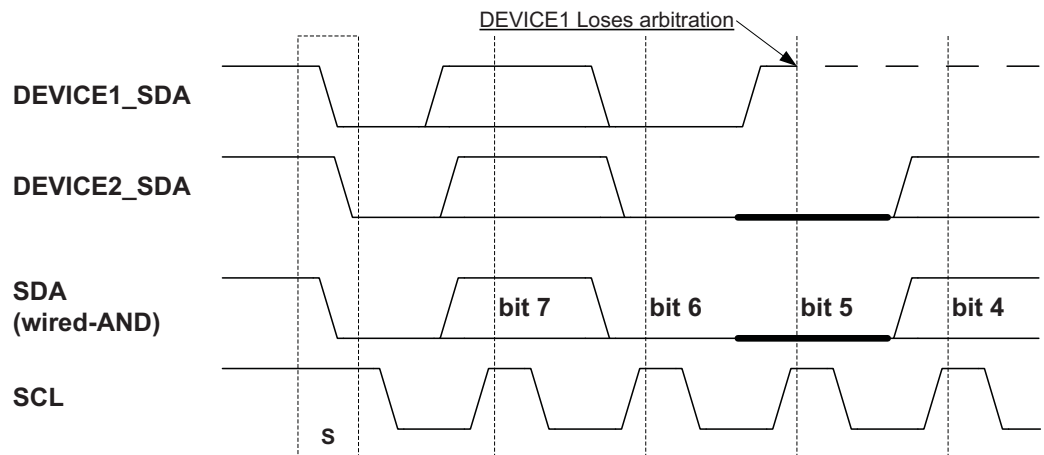 DEVICE1 Loses arbitration
DEVICE1_SDA
DEVICE2_SDA
SDA
(wired-AND)
bit 7 bit 6 bit 5 bit 4
SCL
S